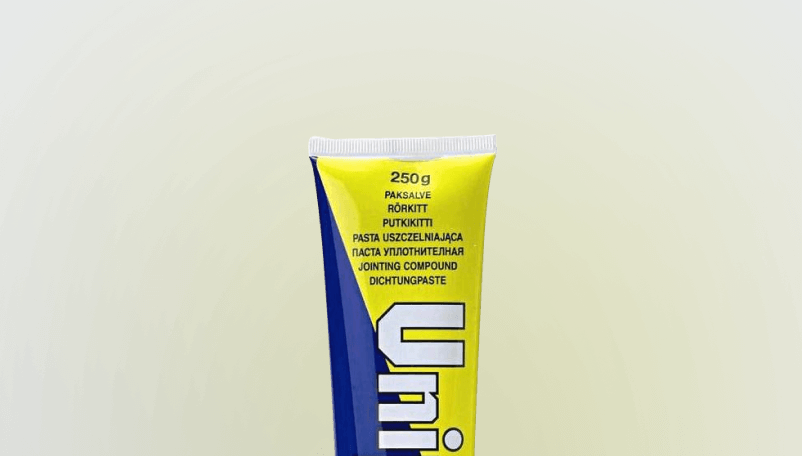 250g
PAKSALVE
RÖRKITT
PUTKIKITTI
PASTA USZCZELNIAJĄCA
ПАСТА УПЛОТНИТЕЛНАЯ
JOINTING COMPOUND
DICHTUNGPASTE
Uni